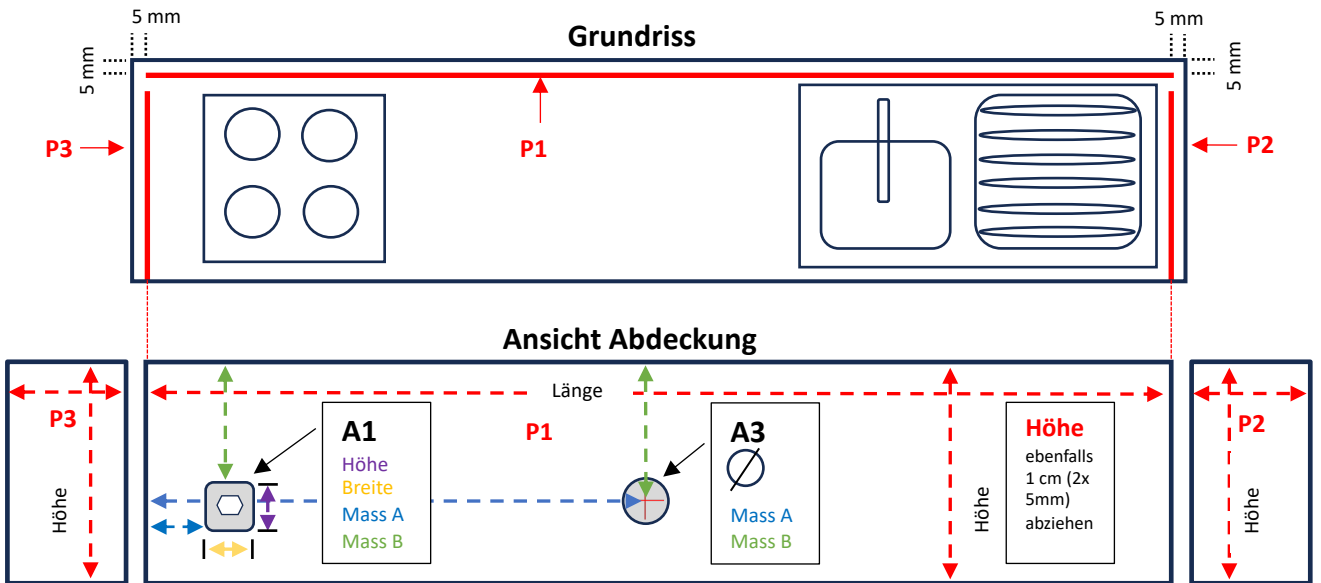 5 mm
5 mm
Grundriss
5 mm
5 mm
P3
P1
P2
Ansicht Abdeckung
Länge
P3
Höhe
A1
Höhe
Breite
Mass A
Mass B
P1
A3
Mass A
Mass B
Höhe
Höhe
ebenfalls
1 cm (2x
5mm)
abziehen
P2
Höhe